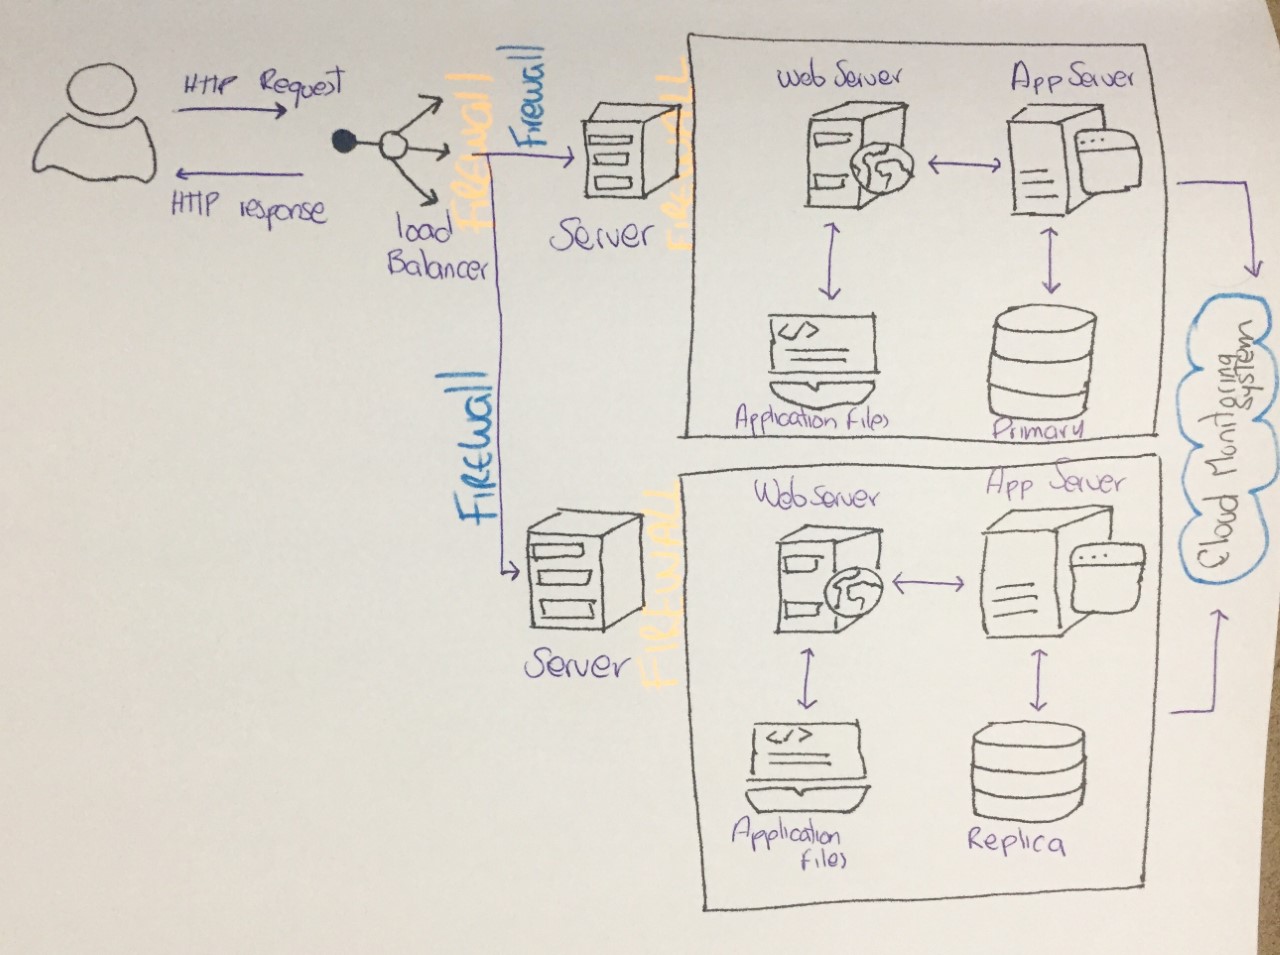 HTTP Request
HTTP response
load
Balancer
FIREWall
Firewall
Server
FIREWALL
Web Server
App Server
Application Files
Primary
Cloud Monitoring
System
FIREWall
Server
FIREWALL
Web Server
App Server
Application
Files
Replica